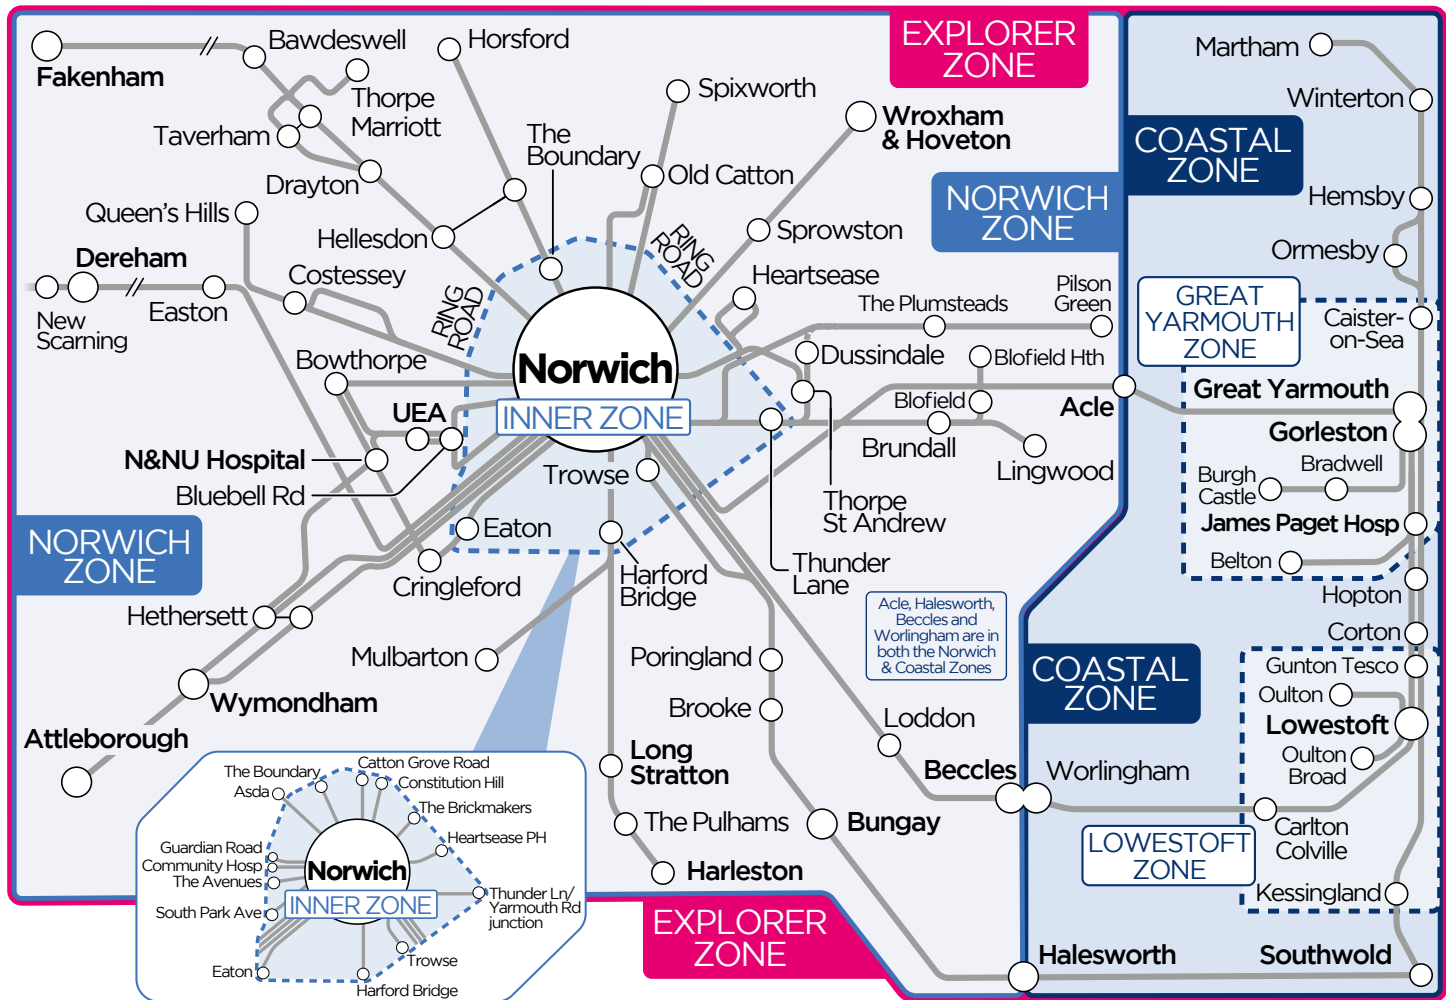 EXPLORER
ZONE
Fakenham
Bawdeswell
Horsford
Martham
Thorpe
Marriott
Spixworth
Winterton
Taverham
The
Boundary
Wroxham
& Hoveton
COASTAL
ZONE
Drayton
Old Catton
NORWICH
ZONE
Hemsby
Queen's Hills
Hellesdon
RING
ROAD
Sprowston
Ormesby
Dereham
Costessey
RING
ROAD
Heartsease
The Plumsteads
Pilson
Green
GREAT
YARMOUTH
ZONE
New
Scarning
Easton
Caister-
on-Sea
Bowthorpe
Norwich
INNER ZONE
Dussindale
Blofield Hth
Great Yarmouth
UEA
Blofield
Acle
Gorleston
N&NU Hospital
Bluebell Rd
Trowse
Brundall
Lingwood
Bradwell
Burgh
Castle
Thorpe
St Andrew
James Paget Hosp
NORWICH
ZONE
Eaton
Belton
Cringleford
Harford
Bridge
Thunder
Lane
Hopton
Hethersett
Acle, Halesworth,
Beccles and
Worlingham are in
both the Norwich
& Coastal Zones
Corton
Mulbarton
Poringland
COASTAL
ZONE
Gunton Tesco
Oulton
Wymondham
Brooke
Loddon
Lowestoft
Attleborough
Long
Stratton
Beccles
Worlingham
Oulton
Broad
The Pulhams
Bungay
Carlton
Colville
LOWESTOFT
ZONE
Harleston
Kessingland
EXPLORER
ZONE
Halesworth
Southwold
Catton Grove Road
The Boundary
Constitution Hill
Asda
The Brickmakers
Heartsease PH
Guardian Road
Community Hosp
The Avenues
Norwich
INNER ZONE
Thunder Ln/
Yarmouth Rd
junction
South Park Ave
Trowse
Eaton
Harford Bridge